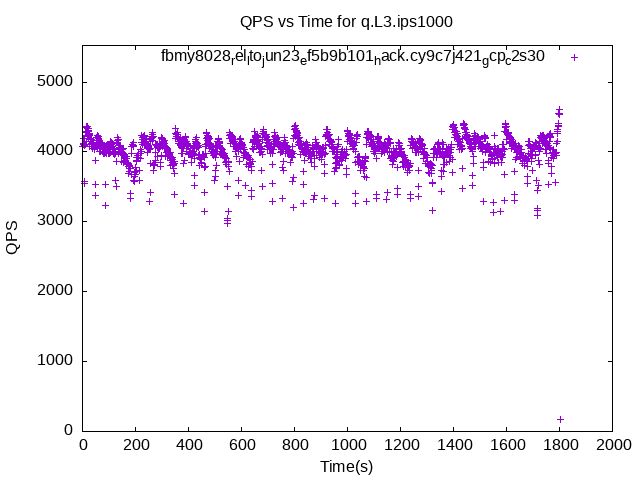 QPS vs Time for q.L3.ips1000
fbmy8028relltojun23ef5b9b101hack.cy9c7j421gcpc2s30
5000
4000
3000
2000
1000
0
QPS
0 200 400 600 800 1000 1200 1400 1600 1800 2000
Time(s)